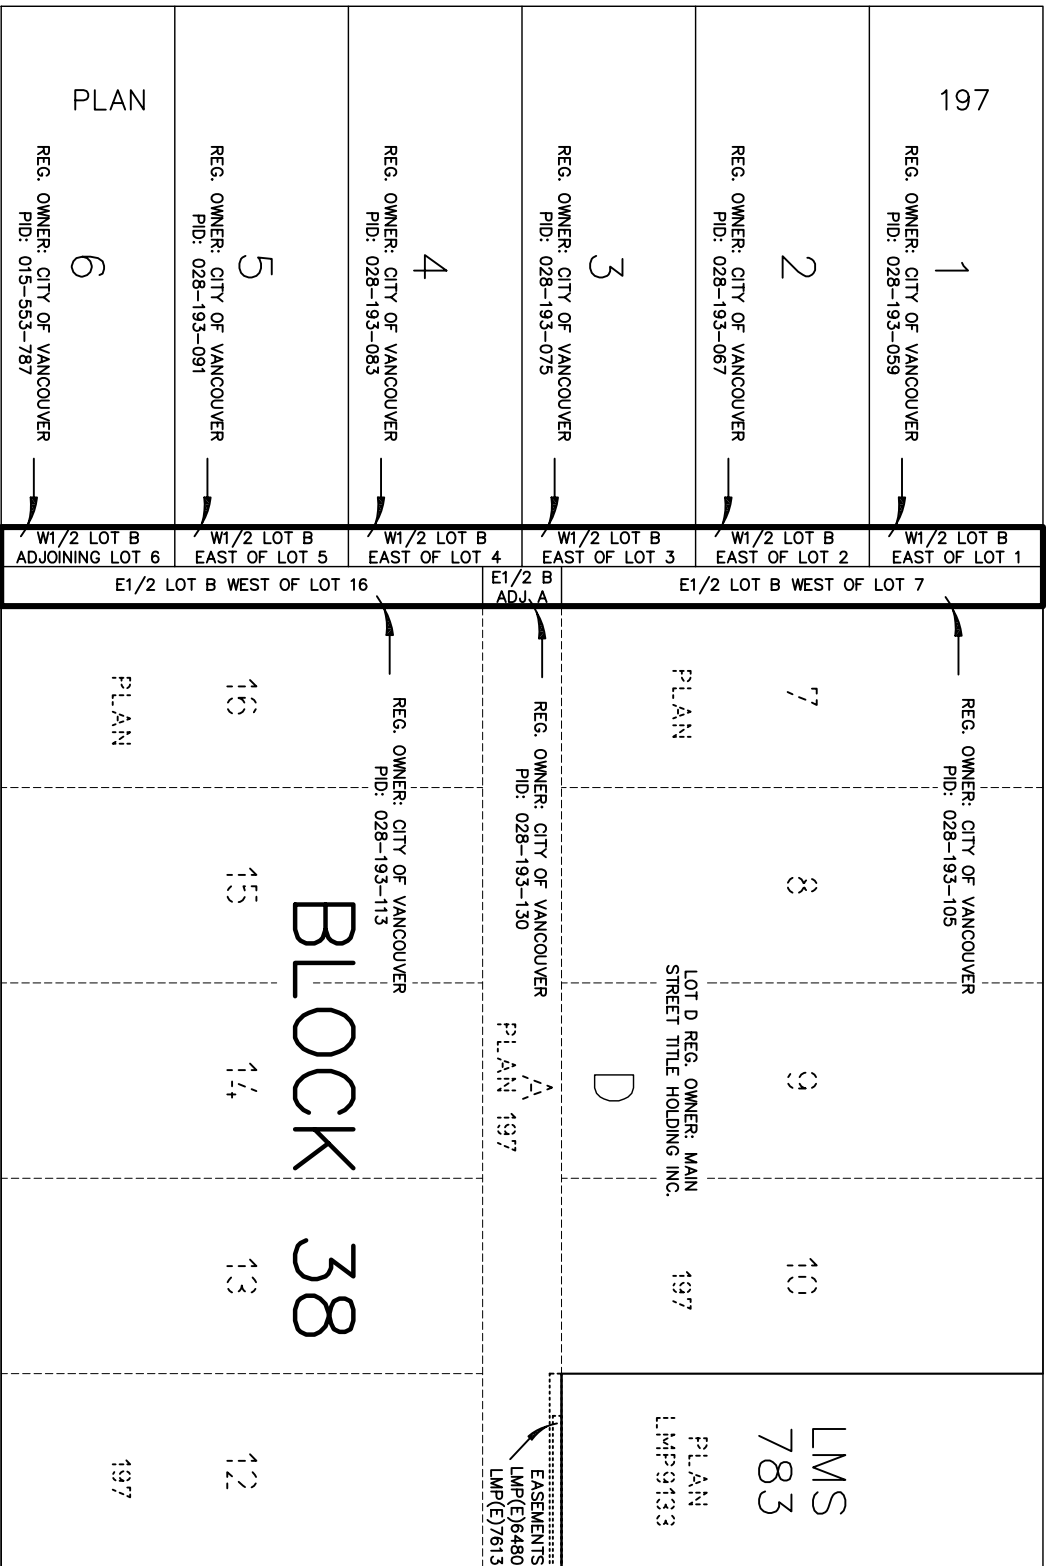 PLAN
197
1
REG. OWNER: CITY OF VANCOUVER
PID: 028-193-059
2
REG. OWNER: CITY OF VANCOUVER
PID: 028-193-067
3
REG. OWNER: CITY OF VANCOUVER
PID: 028-193-075
4
REG. OWNER: CITY OF VANCOUVER
PID: 028-193-083
5
REG. OWNER: CITY OF VANCOUVER
PID: 028-193-091
6
REG. OWNER: CITY OF VANCOUVER
PID: 015-553-787
W1/2 LOT B
ADJOINING LOT 6
W1/2 LOT B
EAST OF LOT 5
W1/2 LOT B
EAST OF LOT 4
W1/2 LOT B
EAST OF LOT 3
W1/2 LOT B
EAST OF LOT 2
W1/2 LOT B
EAST OF LOT 1
E1/2 LOT B WEST OF LOT 16
E1/2 B
ADJ. A
E1/2 LOT B WEST OF LOT 7
REG. OWNER: CITY OF VANCOUVER
PID: 028-193-105
7
8
9
10
PLAN
197
LOT D REG. OWNER: MAIN
STREET TITLE HOLDING INC.
D
REG. OWNER: CITY OF VANCOUVER
PID: 028-193-130
A
PLAN 197
REG. OWNER: CITY OF VANCOUVER
PID: 028-193-113
BLOCK 38
16
15
14
13
12
PLAN
197
LMS
783
PLAN
LMP9133
EASEMENTS
LMP(E)6480
LMP(E)7613